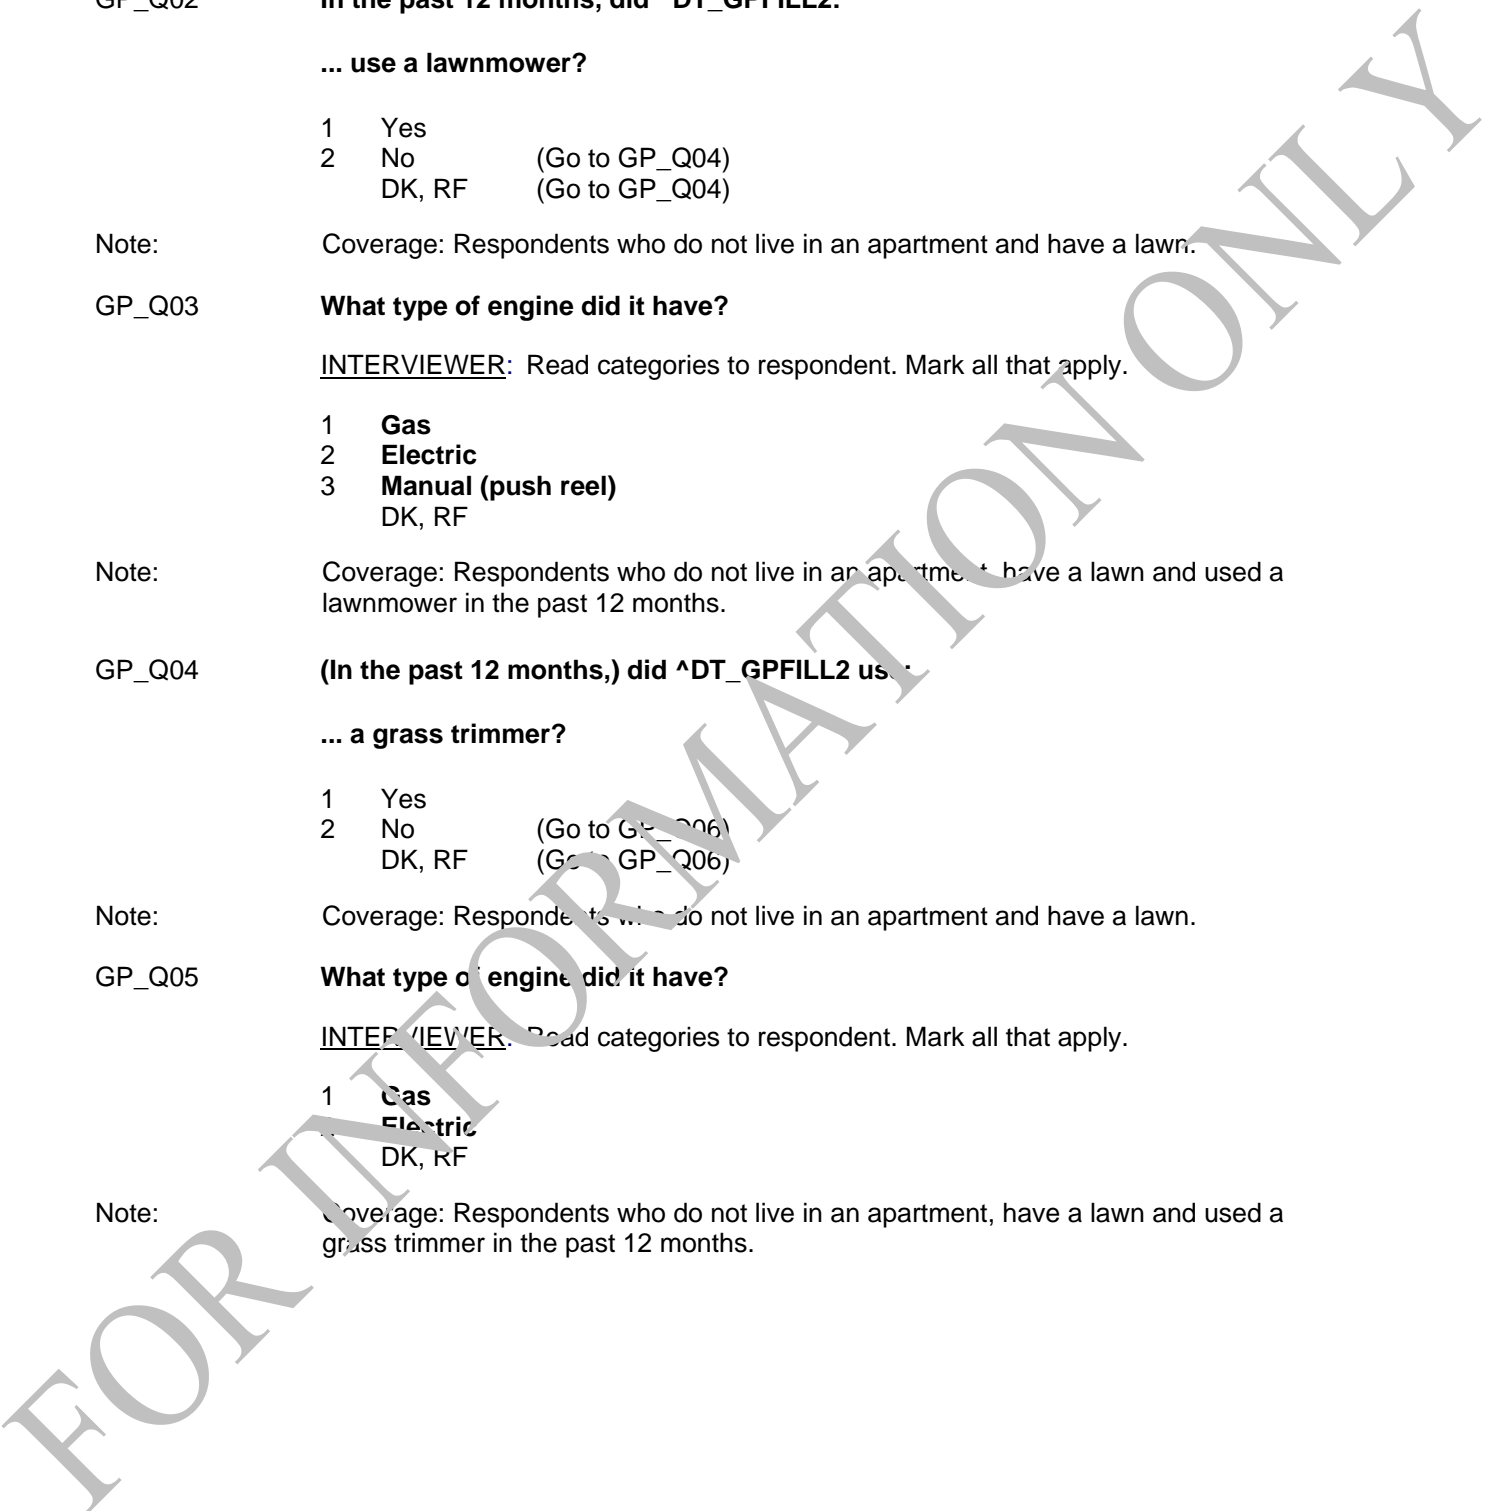 GP_Q02 In the past 12 months, did ^DT_GPFILL2:
... use a lawnmower?
1 Yes
2 No (Go to GP_Q04)
DK, RF (Go to GP_Q04)
Note: Coverage: Respondents who do not live in an apartment and have a lawn.
GP_Q03 What type of engine did it have?
INTERVIEWER: Read categories to respondent. Mark all that apply.
1 Gas
2 Electric
3 Manual (push reel)
DK, RF
Note: Coverage: Respondents who do not live in an apartment, have a lawn and used a
lawnmower in the past 12 months.
GP_Q04 (In the past 12 months,) did ^DT_GPFILL2 use:
... a grass trimmer?
1 Yes
2 No (Go to GP_Q06)
DK, RF (Go to GP_Q06)
Note: Coverage: Respondents who do not live in an apartment and have a lawn.
GP_Q05 What type of engine did it have?
INTERVIEWER: Read categories to respondent. Mark all that apply.
1 Gas
2 Electric
DK, RF
Note: Coverage: Respondents who do not live in an apartment, have a lawn and used a
grass trimmer in the past 12 months.
FOR INFORMATION ONLY